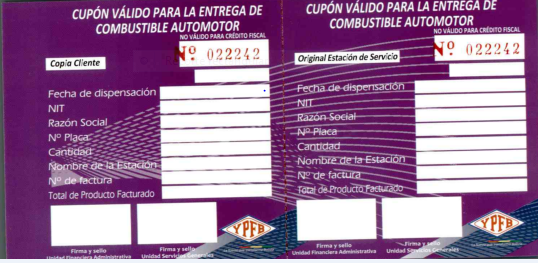 CUPÓN VÁLIDO PARA LA ENTREGA DE
COMBUSTIBLE AUTOMOTOR
NO VÁLIDO PARA CRÉDITO FISCAL
Nº 022242
Copia Cliente
Fecha de dispensación
NIT
Razón Social
Nº Placa
Cantidad
Nombre de la Estación
Nº de factura
Total de Producto Facturado
Firma y sello
Unidad Financiera Administrativa
Firma y sello
Unidad Servicios Generales
YPFB
CUPÓN VÁLIDO PARA LA ENTREGA DE
COMBUSTIBLE AUTOMOTOR
NO VÁLIDO PARA CRÉDITO FISCAL
Nº 022242
Original Estación de Servicio
Fecha de dispensación
NIT
Razón Social
Nº Placa
Cantidad
Nombre de la Estación
Nº de factura
Total de Producto Facturado
Firma y sello
Unidad Financiera Administrativa
Firma y sello
Unidad Servicios Generales
YPFB